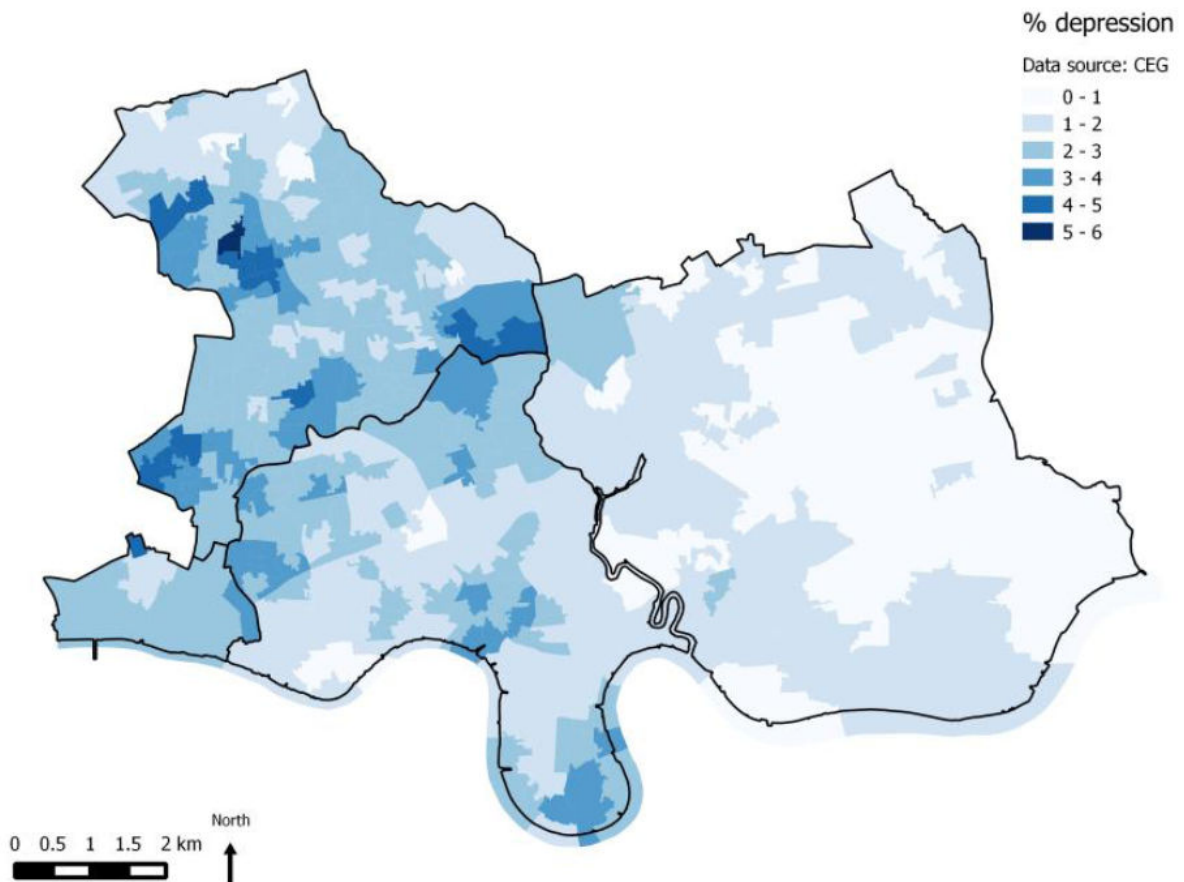 % depression
Data source: CEG
0 - 1
1 - 2
2 - 3
3 - 4
4 - 5
5 - 6
North
0 0.5 1 1.5 2 km